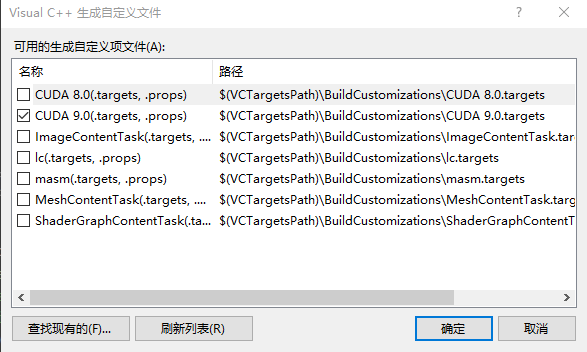 Visual C++ 生成自定义文件
可用的生成自定义项文件(A):
名称 路径
CUDA 8.0(.targets, .props) $(VCTargetsPath)\BuildCustomizations\CUDA 8.0.targets
CUDA 9.0(.targets, .props) $(VCTargetsPath)\BuildCustomizations\CUDA 9.0.targets
ImageContentTask(.targets, .... $(VCTargetsPath)\BuildCustomizations\ImageContentTask.tar
lc(.targets, .props) $(VCTargetsPath)\BuildCustomizations\lc.targets
masm(.targets, .props) $(VCTargetsPath)\BuildCustomizations\masm.targets
MeshContentTask(.targets, .... $(VCTargetsPath)\BuildCustomizations\MeshContentTask.targ
ShaderGraphContentTask(.ta... $(VCTargetsPath)\BuildCustomizations\ShaderGraphContentT
查找现有的(F)... 刷新列表(R) 确定 取消